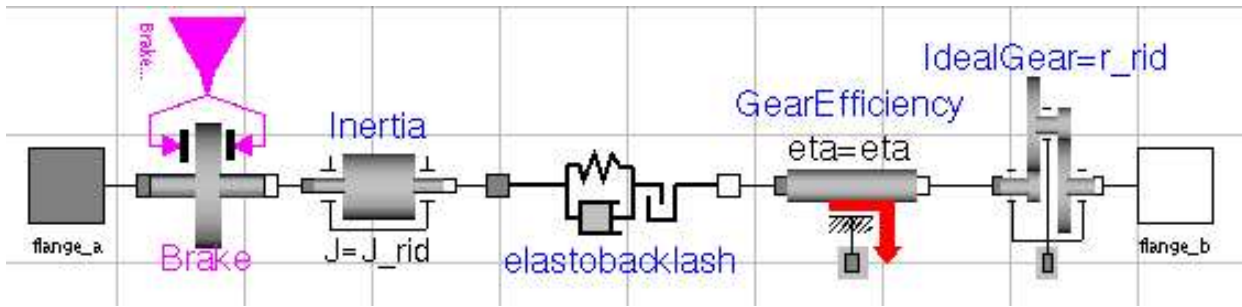 Brake...
IdealGear=r_rid
GearEfficiency
Inertia
eta=eta
flange_a
Brake
J=J_rid
elastobacklash
flange_b